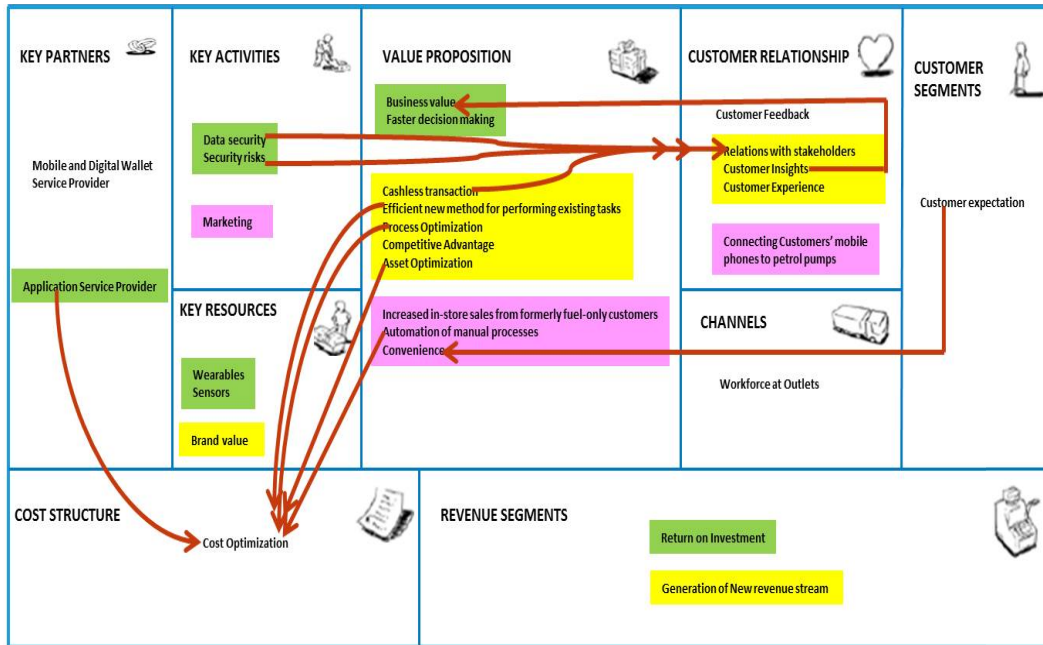 KEY PARTNERS
Mobile and Digital Wallet
Service Provider
Application Service Provider
KEY ACTIVITIES
Data security
Security risks
Marketing
KEY RESOURCES
Wearables
Sensors
Brand value
VALUE PROPOSITION
Business value
Faster decision making
Cashless transaction
Efficient new method for performing existing tasks
Process Optimization
Competitive Advantage
Asset Optimization
Increased in-store sales from formerly fuel-only customers
Automation of manual processes
Convenience
CUSTOMER RELATIONSHIP
Customer Feedback
Relations with stakeholders
Customer Insights
Customer Experience
Connecting Customers’ mobile
phones to petrol pumps
CHANNELS
Workforce at Outlets
CUSTOMER
SEGMENTS
Customer expectation
COST STRUCTURE
Cost Optimization
REVENUE SEGMENTS
Return on Investment
Generation of New revenue stream